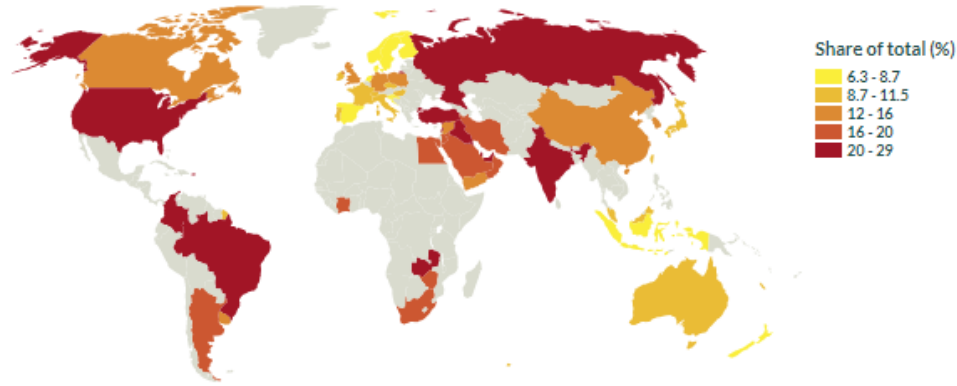 Share of total (%)
6.3 - 8.7
8.7 - 11.5
12 - 16
16 - 20
20 - 29